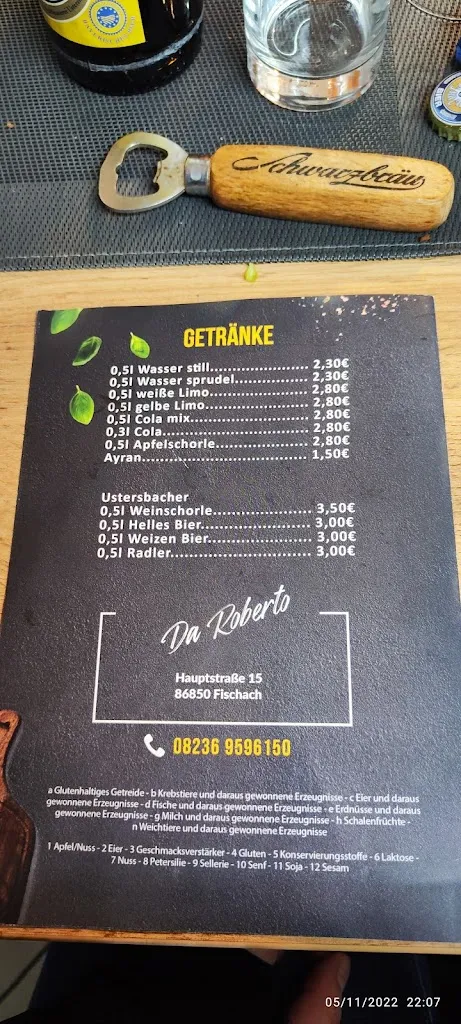 Schwarzbräu
GETRÄNKE
0,5l Wasser still........................ 2,30€
0,5l Wasser sprudel.................. 2,30€
0,5l weiße Limo........................ 2,80€
0,5l gelbe Limo......................... 2,80€
0,5l Cola mix............................ 2,80€
0,3l Cola................................... 2,80€
0,5l Apfelschorle...................... 2,80€
Ayran........................................ 1,50€
Ustersbacher
0,5l Weinschorle........................ 3,50€
0,5l Helles Bier........................... 3,00€
0,5l Weizen Bier......................... 3,00€
0,5l Radler.................................. 3,00€
Da Roberto
Hauptstraße 15
86850 Fischach
08236 9596150
a Glutenhaltiges Getreide - b Krebstiere und daraus gewonnene Erzeugnisse - c Eier und daraus
gewonnene Erzeugnisse - d Fische und daraus gewonnene Erzeugnisse - e Erdnüsse und daraus
gewonnene Erzeugnisse - g Milch und daraus gewonnene Erzeugnisse - h Schalenfrüchte -
n Weichtiere und daraus gewonnene Erzeugnisse
1 Apfel/Nuss - 2 Eier - 3 Geschmacksverstärker - 4 Gluten - 5 Konservierungsstoffe - 6 Laktose -
7 Nuss - 8 Petersilie - 9 Sellerie - 10 Senf - 11 Soja - 12 Sesam
05/11/2022 22:07